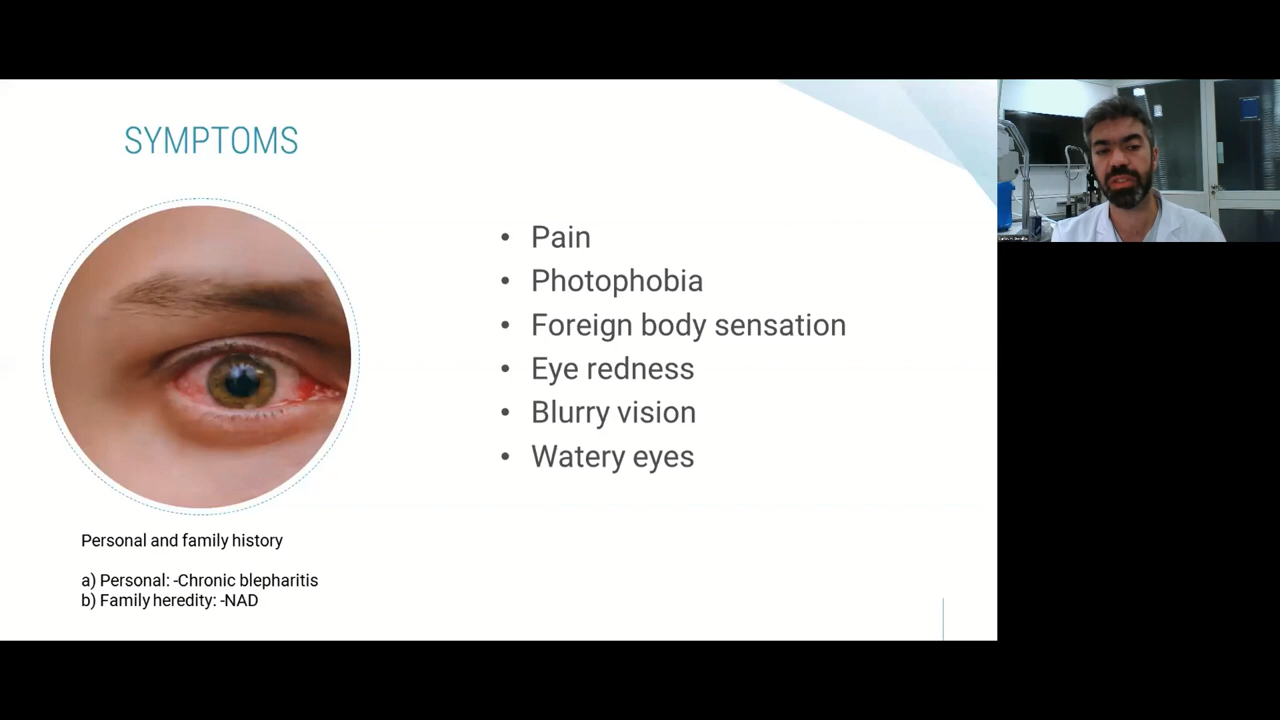 SYMPTOMS
• Pain
• Photophobia
• Foreign body sensation
• Eye redness
• Blurry vision
• Watery eyes
Personal and family history
a) Personal: -Chronic blepharitis
b) Family heredity: -NAD